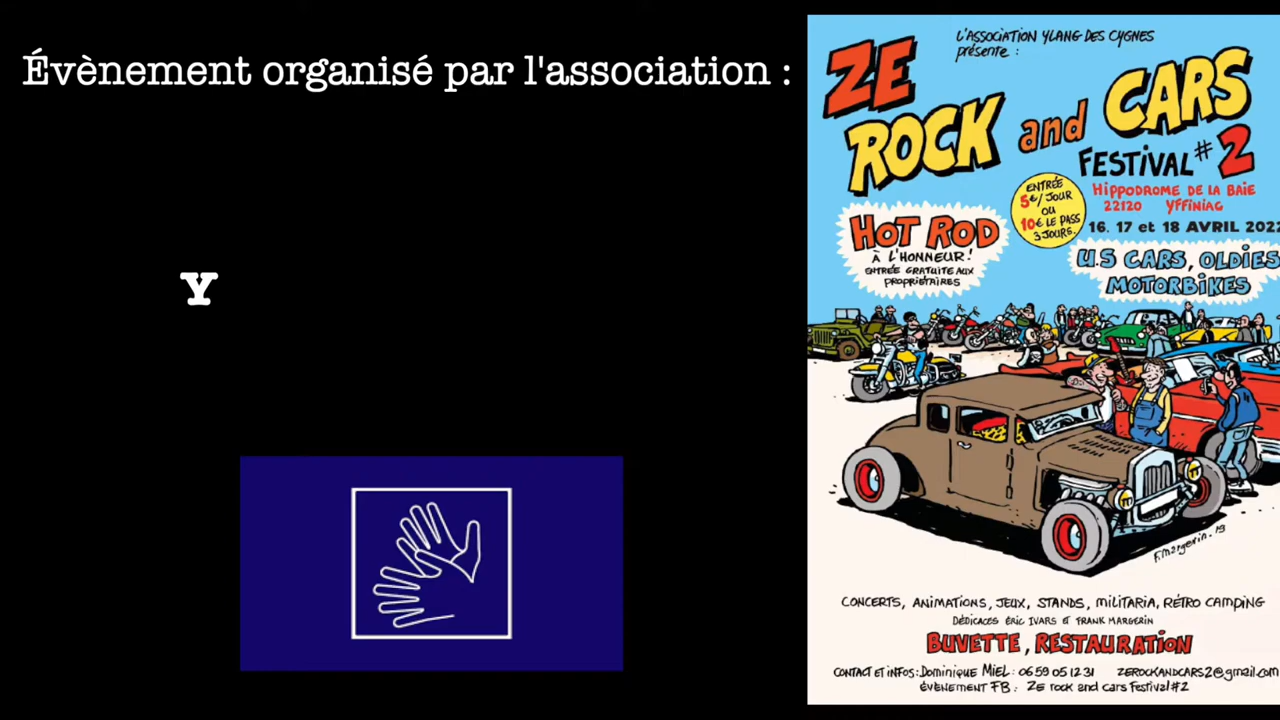 Évènement organisé par l'association :
Y
L'ASSOCIATION YLANG DES CYGNES
présente :
ZE
ROCK and CARS
FESTIVAL #2
ENTRÉE
5€/JOUR
OU
10€ LE PASS
3 JOURS.
HIPPODROME DE LA BAIE
22120 YFFINIAG
16. 17 et 18 AVRIL 2022
HOT ROD
À L'HONNEUR!
ENTRÉE GRATUITE AUX
PROPRIÉTAIRES
U.S CARS, OLDIES
MOTORBIKES
F. margerin. 19
CONCERTS, ANIMATIONS, JEUX, STANDS, MILITARIA, RÉTRO CAMPING
DÉDICACES ÉRIC IVARS ET FRANK MARGERIN
BUVETTE, RESTAURATION
CONTACT ET INFOS: DOMINIQUE MIEL: 06 59 05 12 31 ZEROCKANDCARS2@gmail.com
ÉVÈNEMENT FB: ZE rock and cars Festival#2